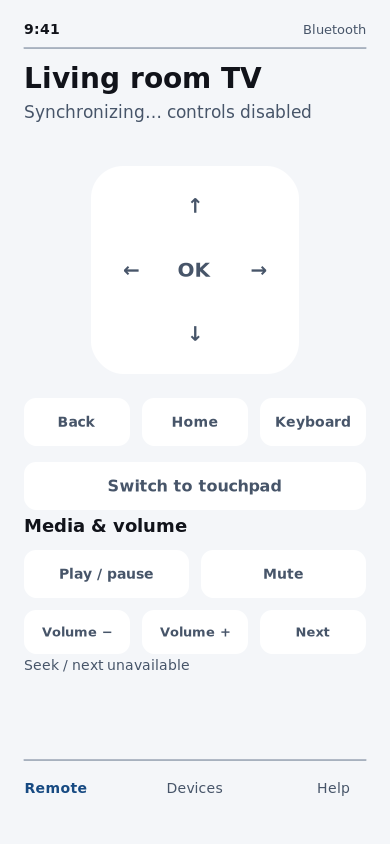 9:41 Bluetooth
Living room TV
Synchronizing... controls disabled
↑
← OK →
↓
Back Home Keyboard
Switch to touchpad
Media & volume
Play / pause Mute
Volume − Volume + Next
Seek / next unavailable
Remote Devices Help